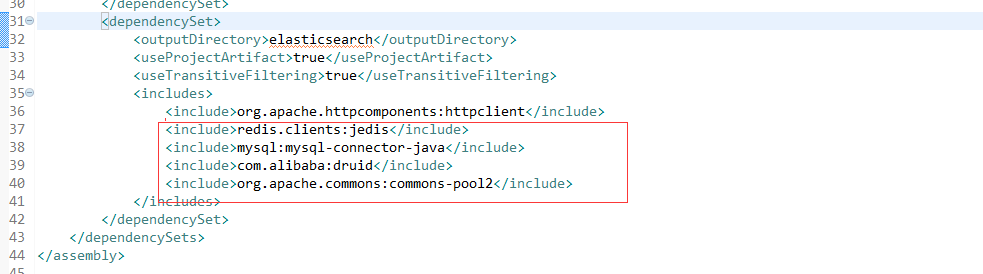 30 </dependencySet>
31 <dependencySet>
32 <outputDirectory>elasticsearch</outputDirectory>
33 <useProjectArtifact>true</useProjectArtifact>
34 <useTransitiveFiltering>true</useTransitiveFiltering>
35 <includes>
36 <include>org.apache.httpcomponents:httpclient</include>
37 <include>redis.clients:jedis</include>
38 <include>mysql:mysql-connector-java</include>
39 <include>com.alibaba:druid</include>
40 <include>org.apache.commons:commons-pool2</include>
41 </includes>
42 </dependencySet>
43 </dependencySets>
44 </assembly>
45